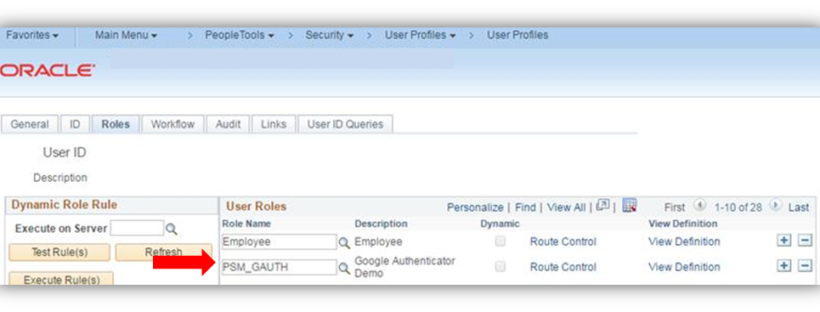 Favorites Main Menu > PeopleTools > Security > User Profiles > User Profiles
ORACLE'
General ID Roles Workflow Audit Links User ID Queries
User ID
Description
Dynamic Role Rule
Execute on Server
Test Rule(s) Refresh
Execute Rule(s)
User Roles Personalize | Find | View All | | First 1-10 of 28 Last
Role Name Description Dynamic View Definition
Employee Employee Route Control View Definition + −
PSM_GAUTH Google Authenticator Demo Route Control View Definition + −